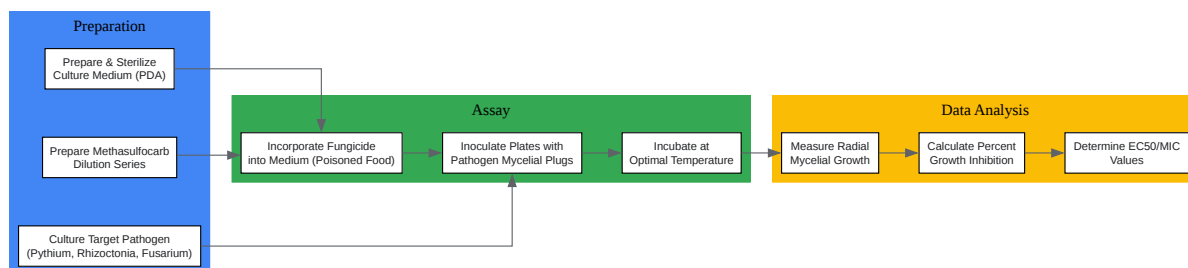 Preparation
Prepare & Sterilize
Culture Medium (PDA)
Prepare Methasulfocarb
Dilution Series
Culture Target Pathogen
(Pythium, Rhizoctonia, Fusarium)
Assay
Incorporate Fungicide
into Medium (Poisoned Food)
Inoculate Plates with
Pathogen Mycelial Plugs
Incubate at
Optimal Temperature
Data Analysis
Measure Radial
Mycelial Growth
Calculate Percent
Growth Inhibition
Determine EC50/MIC
Values